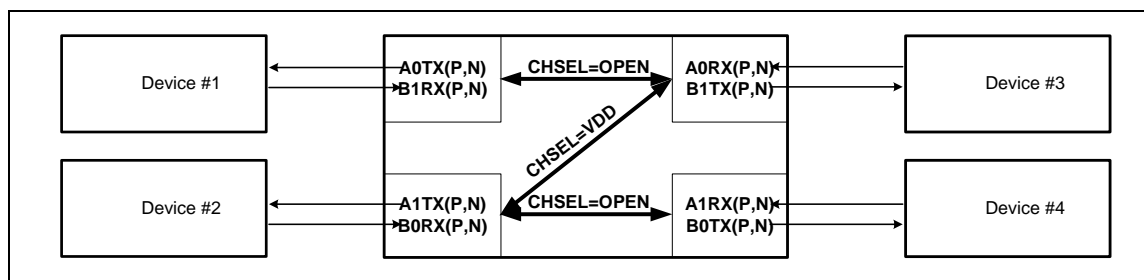 Device #1
A0TX(P,N)
B1RX(P,N)
CHSEL=OPEN
A0RX(P,N)
B1TX(P,N)
Device #3
CHSEL=VDD
Device #2
A1TX(P,N)
B0RX(P,N)
CHSEL=OPEN
A1RX(P,N)
B0TX(P,N)
Device #4